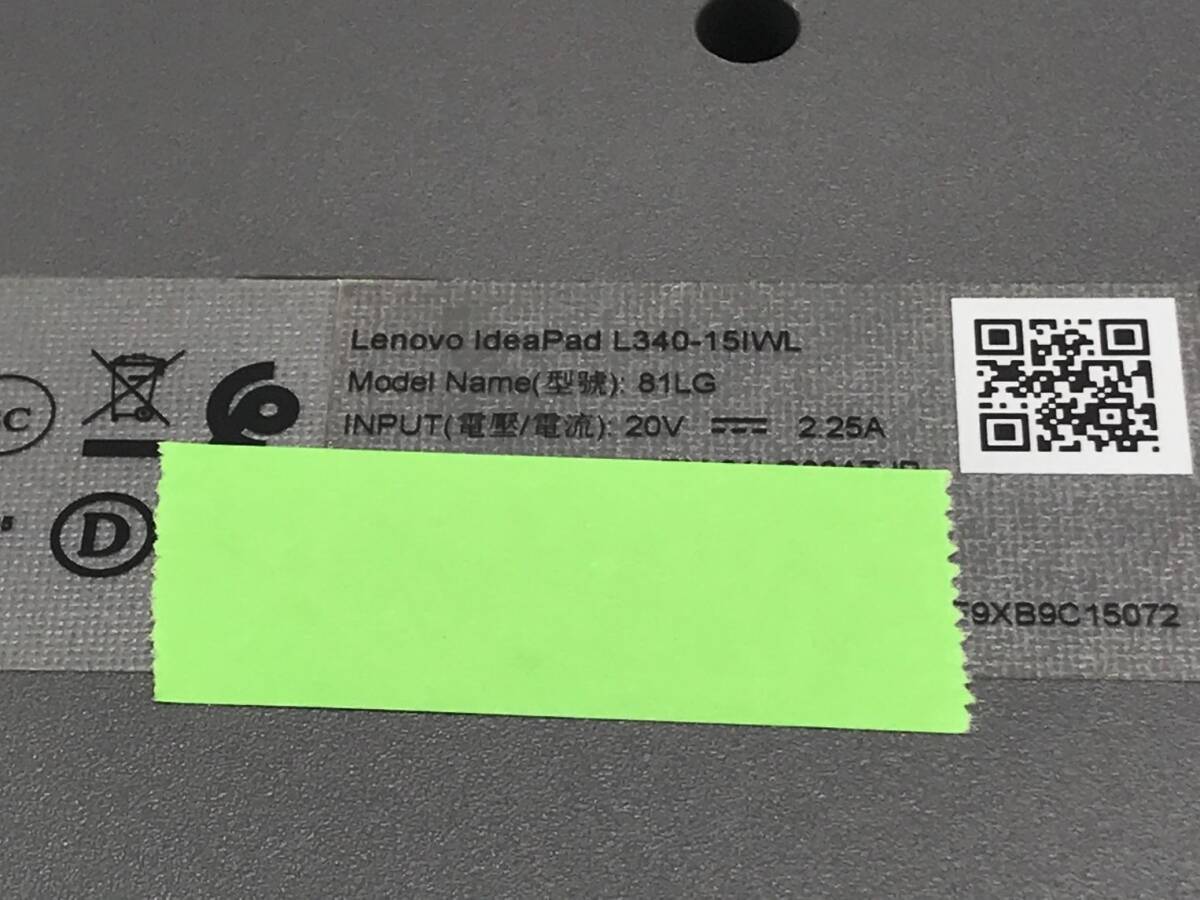 Lenovo IdeaPad L340-15IWL
Model Name(型號): 81LG
INPUT(電壓/電流): 20V ⎓ 2.25A
D
F9XB9C15072